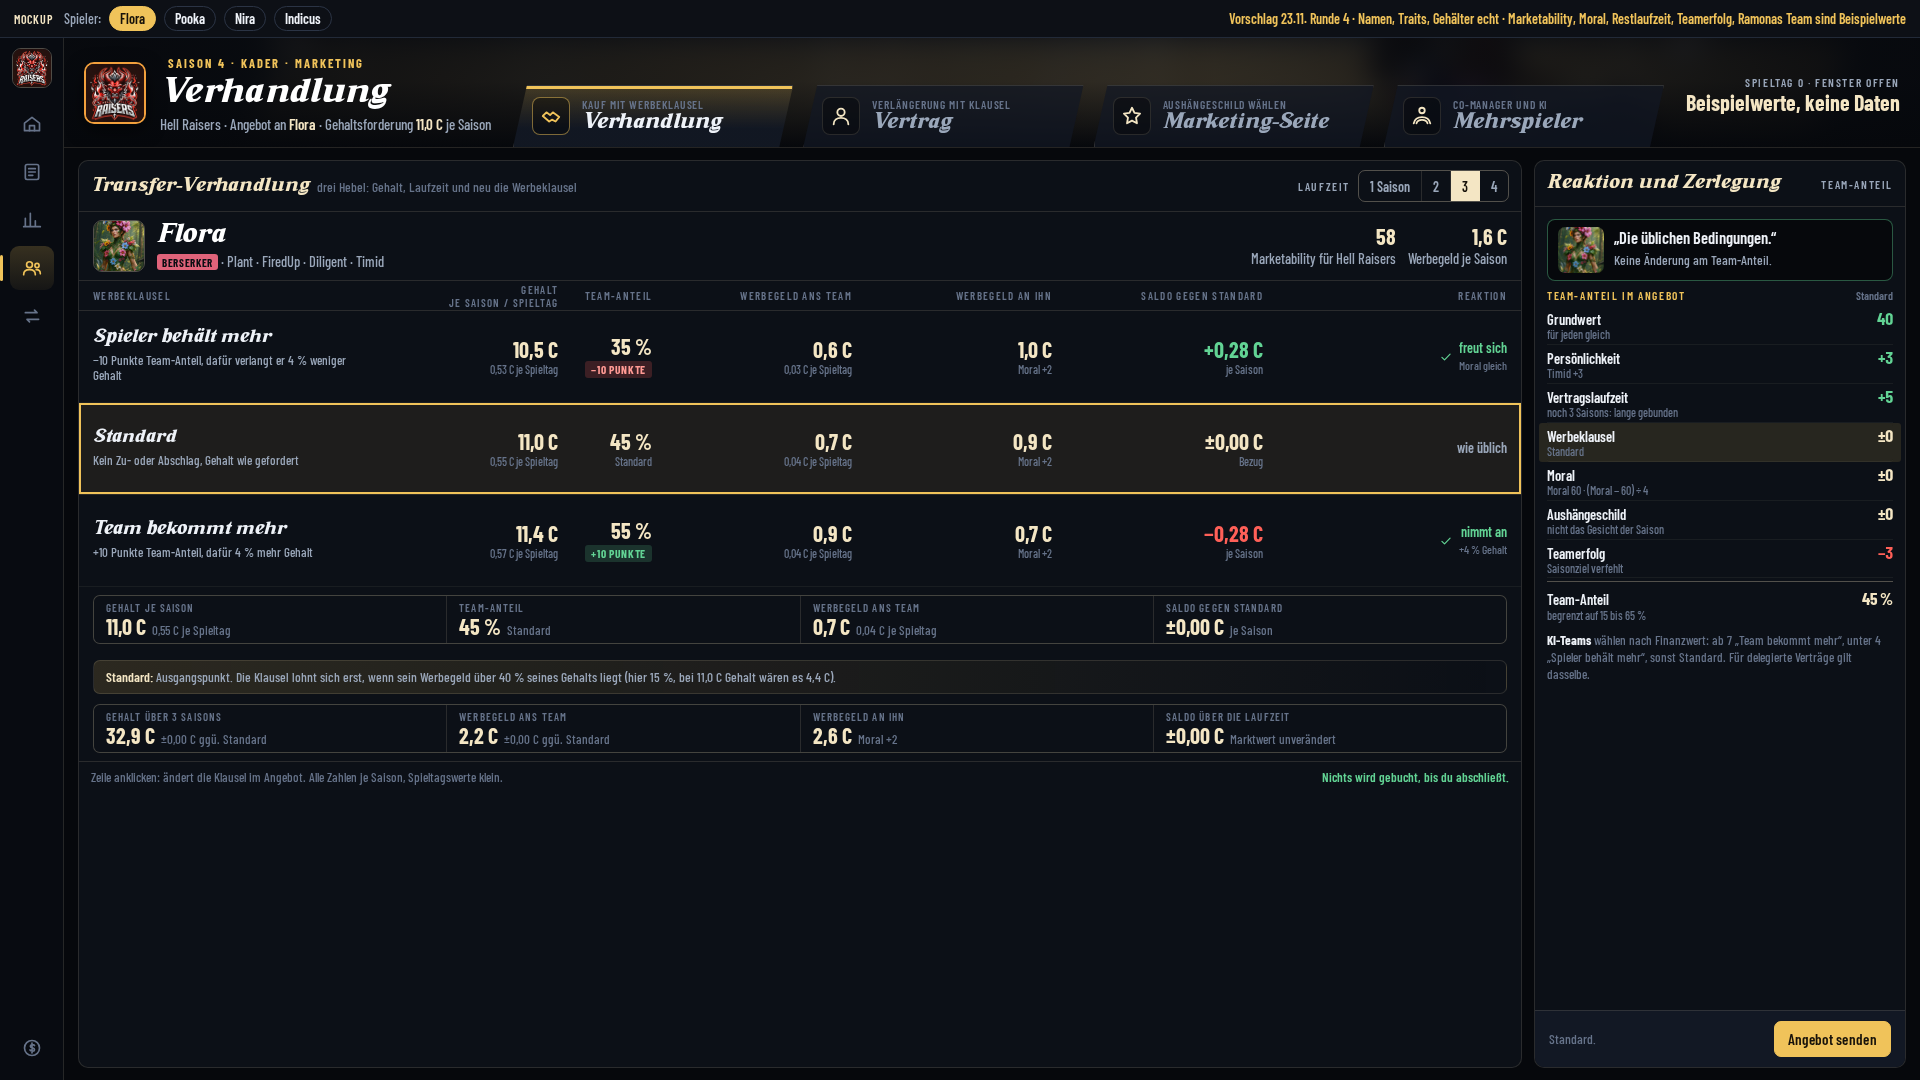 MOCKUP Spieler: Flora Pooka Nira Indicus
Vorschlag 23.11. Runde 4 · Namen, Traits, Gehälter echt · Marketability, Moral, Restlaufzeit, Teamerfolg, Ramonas Team sind Beispielwerte
RAISERS
RAISERS
SAISON 4 · KADER · MARKETING
Verhandlung
Hell Raisers · Angebot an Flora · Gehaltsforderung 11,0 C je Saison
KAUF MIT WERBEKLAUSEL
Verhandlung
VERLÄNGERUNG MIT KLAUSEL
Vertrag
AUSHÄNGESCHILD WÄHLEN
Marketing-Seite
CO-MANAGER UND KI
Mehrspieler
SPIELTAG 0 · FENSTER OFFEN
Beispielwerte, keine Daten
Transfer-Verhandlung drei Hebel: Gehalt, Laufzeit und neu die Werbeklausel
LAUFZEIT 1 Saison 2 3 4
Flora
BERSERKER · Plant · FiredUp · Diligent · Timid
58
Marketability für Hell Raisers
1,6 C
Werbegeld je Saison
WERBEKLAUSEL
GEHALT
JE SAISON / SPIELTAG
TEAM-ANTEIL
WERBEGELD ANS TEAM
WERBEGELD AN IHN
SALDO GEGEN STANDARD
REAKTION
Spieler behält mehr
−10 Punkte Team-Anteil, dafür verlangt er 4 % weniger
Gehalt
10,5 C
0,53 C je Spieltag
35 %
−10 PUNKTE
0,6 C
0,03 C je Spieltag
1,0 C
Moral +2
+0,28 C
je Saison
freut sich
Moral gleich
Standard
Kein Zu- oder Abschlag, Gehalt wie gefordert
11,0 C
0,55 C je Spieltag
45 %
Standard
0,7 C
0,04 C je Spieltag
0,9 C
Moral +2
±0,00 C
Bezug
wie üblich
Team bekommt mehr
+10 Punkte Team-Anteil, dafür 4 % mehr Gehalt
11,4 C
0,57 C je Spieltag
55 %
+10 PUNKTE
0,9 C
0,04 C je Spieltag
0,7 C
Moral +2
−0,28 C
je Saison
nimmt an
+4 % Gehalt
GEHALT JE SAISON
11,0 C 0,55 C je Spieltag
TEAM-ANTEIL
45 % Standard
WERBEGELD ANS TEAM
0,7 C 0,04 C je Spieltag
SALDO GEGEN STANDARD
±0,00 C je Saison
Standard: Ausgangspunkt. Die Klausel lohnt sich erst, wenn sein Werbegeld über 40 % seines Gehalts liegt (hier 15 %, bei 11,0 C Gehalt wären es 4,4 C).
GEHALT ÜBER 3 SAISONS
32,9 C ±0,00 C ggü. Standard
WERBEGELD ANS TEAM
2,2 C ±0,00 C ggü. Standard
WERBEGELD AN IHN
2,6 C Moral +2
SALDO ÜBER DIE LAUFZEIT
±0,00 C Marktwert unverändert
Zeile anklicken: ändert die Klausel im Angebot. Alle Zahlen je Saison, Spieltagswerte klein.
Nichts wird gebucht, bis du abschließt.
Reaktion und Zerlegung TEAM-ANTEIL
„Die üblichen Bedingungen.“
Keine Änderung am Team-Anteil.
TEAM-ANTEIL IM ANGEBOT Standard
Grundwert 40
für jeden gleich
Persönlichkeit +3
Timid +3
Vertragslaufzeit +5
noch 3 Saisons: lange gebunden
Werbeklausel ±0
Standard
Moral ±0
Moral 60 · (Moral − 60) ÷ 4
Aushängeschild ±0
nicht das Gesicht der Saison
Teamerfolg −3
Saisonziel verfehlt
Team-Anteil 45 %
begrenzt auf 15 bis 65 %
KI-Teams wählen nach Finanzwert: ab 7 „Team bekommt mehr“, unter 4
„Spieler behält mehr“, sonst Standard. Für delegierte Verträge gilt
dasselbe.
Standard. Angebot senden